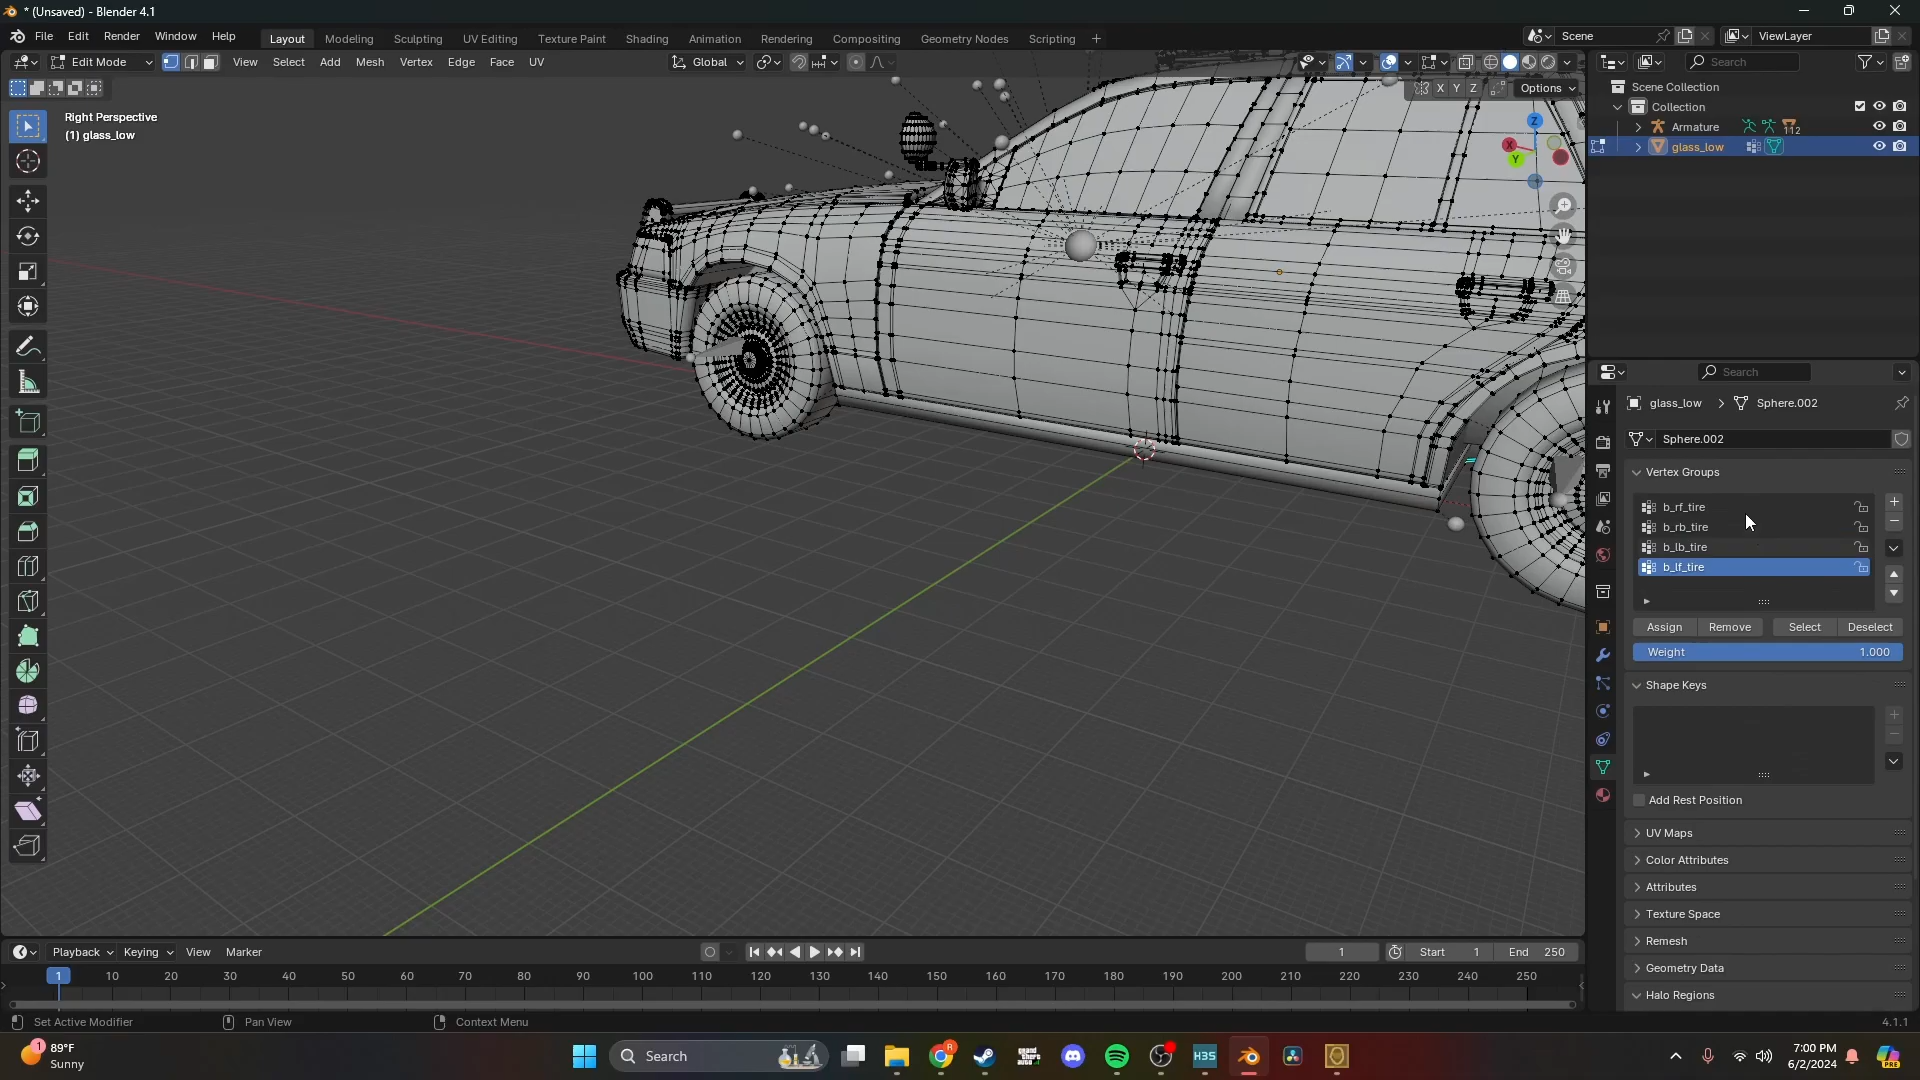 * (Unsaved) - Blender 4.1
File Edit Render Window Help Layout Modeling Sculpting UV Editing Texture Paint Shading Animation Rendering Compositing Geometry Nodes Scripting + Scene ViewLayer
Edit Mode View Select Add Mesh Vertex Edge Face UV Global Search
X Y Z Options
Scene Collection
Collection
Armature 112
glass_low
Right Perspective
(1) glass_low
Z
X
Y
Search
glass_low > Sphere.002
Sphere.002
Vertex Groups
b_rf_tire
b_rb_tire
b_lb_tire
b_lf_tire
Assign Remove Select Deselect
Weight 1.000
Shape Keys
Add Rest Position
UV Maps
Color Attributes
Attributes
Texture Space
Remesh
Geometry Data
Halo Regions
Playback Keying View Marker 1 Start 1 End 250
1 10 20 30 40 50 60 70 80 90 100 110 120 130 140 150 160 170 180 190 200 210 220 230 240 250
Set Active Modifier Pan View Context Menu 4.1.1
1 89°F
Sunny
Search
H3S
7:00 PM
6/2/2024
PRE